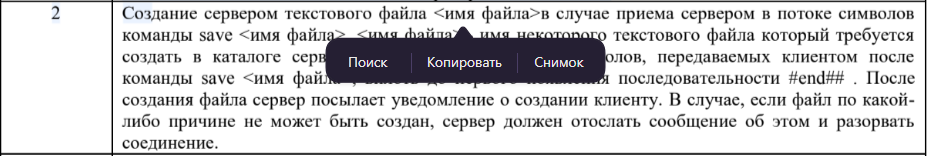 2
Создание сервером текстового файла <имя файла>в случае приема сервером в потоке символов
команды save <имя файла>. <имя файла> имя некоторого текстового файла который требуется
создать в каталоге серв
олов, передаваемых клиентом после
Поиск
Копировать
Снимок
команды save <имя файла
последовательности #end## . После
создания файла сервер посылает уведомление о создании клиенту. В случае, если файл по какой-
либо причине не может быть создан, сервер должен отослать сообщение об этом и разорвать
соединение.